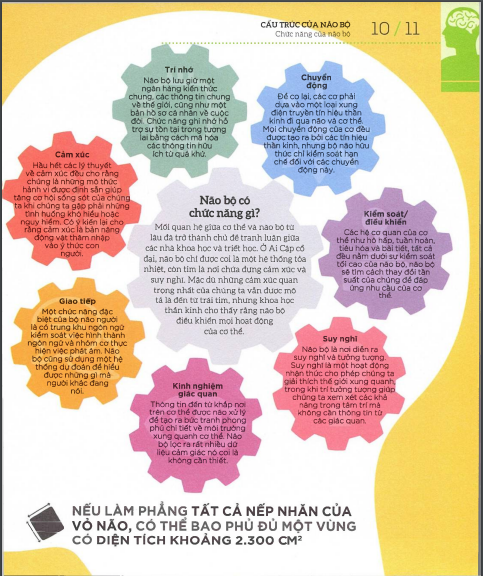 CẤU TRÚC CỦA NÃO BỘ
Chức năng của não bộ
10 / 11
Trí nhớ
Não bộ lưu giữ một
ngân hàng kiến thức
chung, các thông tin chung
về thế giới, cũng như một
bản hồ sơ cá nhân về cuộc
đời. Chức năng ghi nhớ hỗ
trợ sự tồn tại trong tương
lai bằng cách mã hóa
các thông tin hữu
ích từ quá khứ.
Chuyển
động
Để co lại, các cơ phải
dựa vào một loại xung
điện truyền tín hiệu thần
kinh đi qua não và cơ thể.
Mọi chuyển động của cơ đều
được tạo ra bởi các tín hiệu
thần kinh, nhưng bộ não hữu
thức chỉ kiểm soát hạn
chế đối với các chuyển
động này.
Cảm xúc
Hầu hết các lý thuyết
về cảm xúc đều cho rằng
chúng là những mô thức
hành vi được định sẵn giúp
tăng cơ hội sống sót của chúng
ta khi chúng ta gặp phải những
tình huống khó hiểu hoặc
nguy hiểm. Có ý kiến lại cho
rằng cảm xúc là bản năng
động vật thâm nhập
vào ý thức con
người.
Não bộ có
chức năng gì?
Mối quan hệ giữa cơ thể và não bộ từ
lâu đã trở thành chủ đề tranh luận giữa
các nhà khoa học và triết học. Ở Ai Cập cổ
đại, não bộ chỉ được coi là một hệ thống tỏa
nhiệt, còn tim là nơi chứa đựng cảm xúc và
suy nghĩ. Mặc dù những cảm xúc quan
trọng nhất của chúng ta vẫn được mô
tả là đến từ trái tim, nhưng khoa học
thần kinh cho thấy rằng não bộ
điều khiển mọi hoạt động
của cơ thể.
Kiểm soát/
điều khiển
Các hệ cơ quan của cơ
thể như hô hấp, tuần hoàn,
tiêu hóa và bài tiết, tất cả
đều nằm dưới sự kiểm soát
tối cao của não bộ, não bộ
sẽ tìm cách thay đổi tần
suất của chúng để đáp
ứng nhu cầu của cơ
thể.
Giao tiếp
Một chức năng đặc
biệt của bộ não người
là có trung khu ngôn ngữ
kiểm soát việc hình thành
ngôn ngữ và nhóm cơ thực
hiện việc phát âm. Não
bộ cũng sử dụng một hệ
thống dự đoán để hiểu
được những gì mà
người khác đang
nói.
Suy nghĩ
Não bộ là nơi diễn ra
suy nghĩ và tưởng tượng.
Suy nghĩ là một hoạt động
nhận thức cho phép chúng ta
giải thích thế giới xung quanh,
trong khi trí tưởng tượng giúp
chúng ta xem xét các khả
năng trong tâm trí mà
không cần thông tin từ
các giác quan.
Kinh nghiệm
giác quan
Thông tin đến từ khắp nơi
trên cơ thể được não xử lý
để tạo ra bức tranh phong
phú chi tiết về môi trường
xung quanh cơ thể. Não
bộ lọc ra rất nhiều dữ
liệu cảm giác nó coi là
không cần thiết.
NẾU LÀM PHẲNG TẤT CẢ NẾP NHĂN CỦA
VỎ NÃO, CÓ THỂ BAO PHỦ ĐỦ MỘT VÙNG
CÓ DIỆN TÍCH KHOẢNG 2.300 CM²